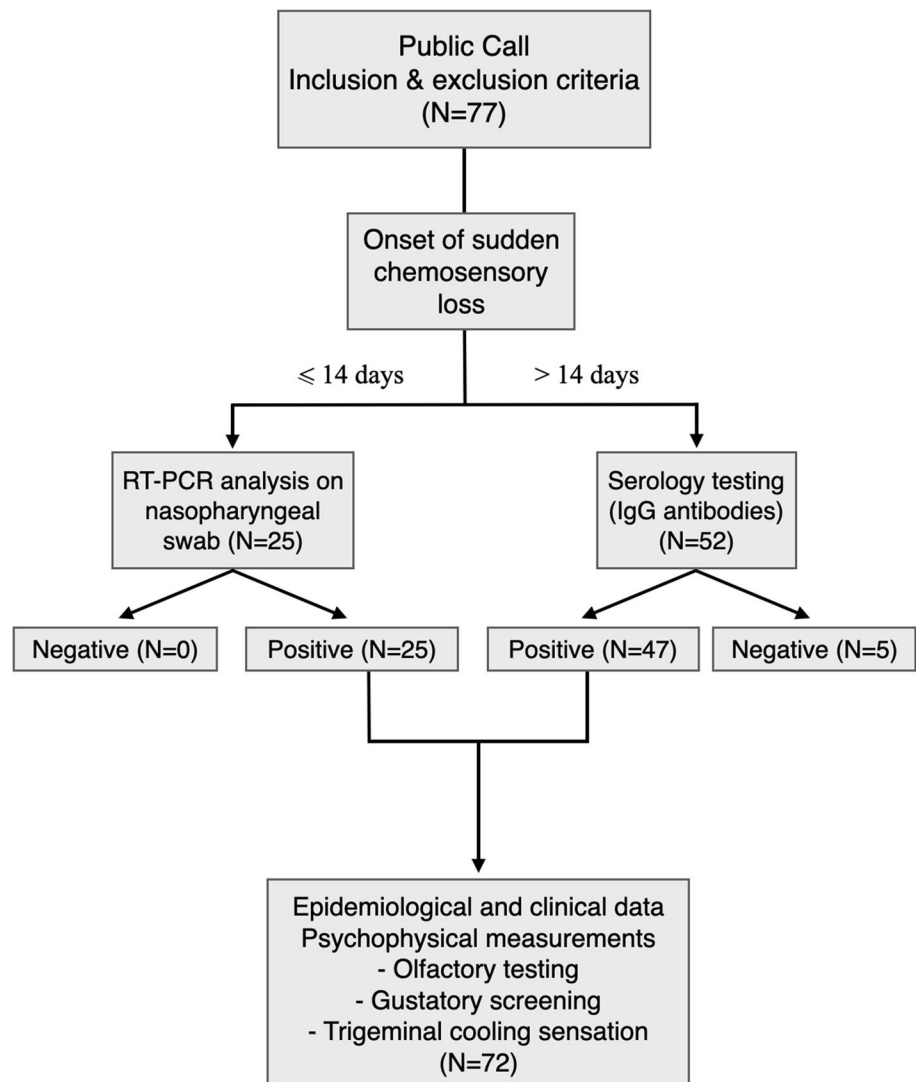 Public Call
Inclusion & exclusion criteria
(N=77)
Onset of sudden
chemosensory
loss
⩽ 14 days
> 14 days
RT-PCR analysis on
nasopharyngeal
swab (N=25)
Serology testing
(IgG antibodies)
(N=52)
Negative (N=0)
Positive (N=25)
Positive (N=47)
Negative (N=5)
Epidemiological and clinical data
Psychophysical measurements
- Olfactory testing
- Gustatory screening
- Trigeminal cooling sensation
(N=72)